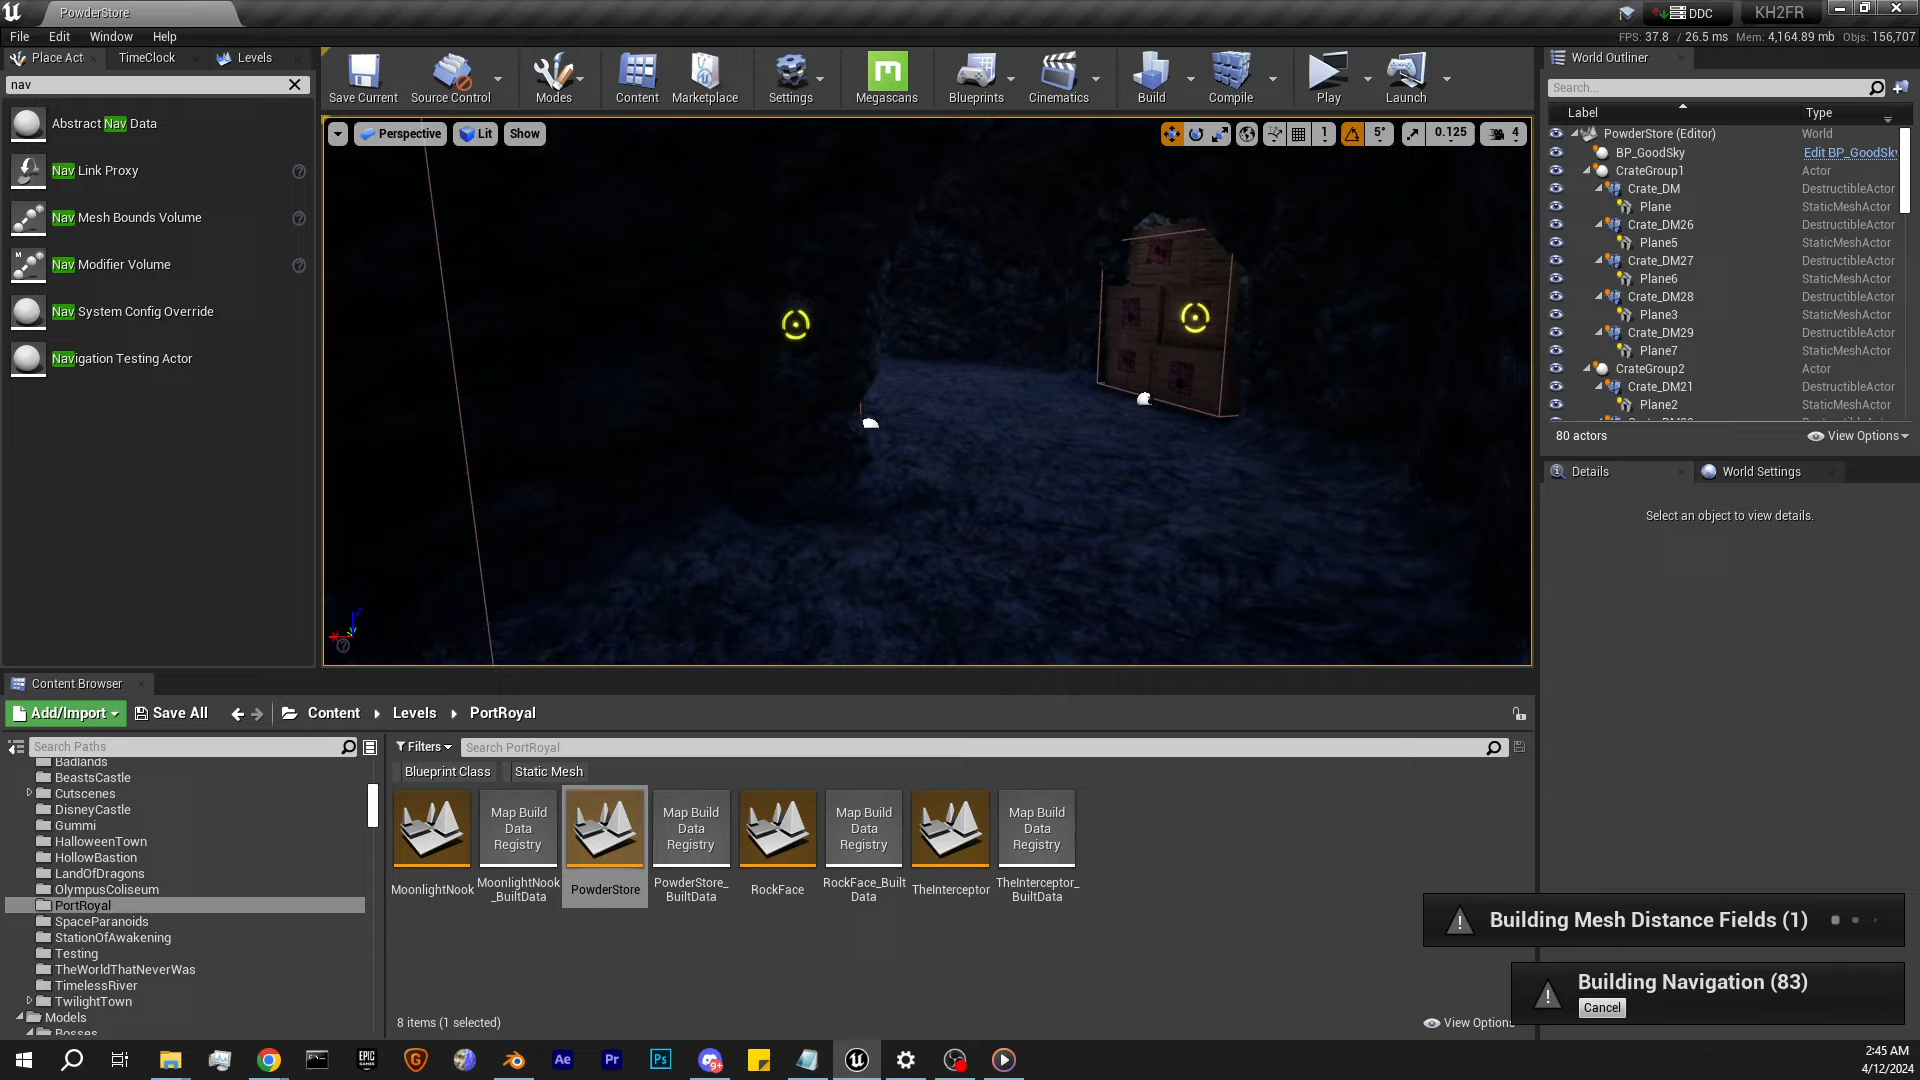 PowderStore
DDC
KH2FR
File
Edit
Window
Help
FPS: 37.8 / 26.5 ms Mem: 4,164.89 mb Objs: 156,707
Place Act
TimeClock
Levels
nav
Abstract Nav Data
Nav Link Proxy
Nav Mesh Bounds Volume
Nav Modifier Volume
Nav System Config Override
Navigation Testing Actor
Save Current
Source Control
Modes
Content
Marketplace
Settings
Megascans
Blueprints
Cinematics
Build
Compile
Play
Launch
Perspective
Lit
Show
1
5°
0.125
4
World Outliner
Search...
Label
Type
PowderStore (Editor) World
BP_GoodSky Edit BP_GoodSk
CrateGroup1 Actor
Crate_DM DestructibleActor
Plane StaticMeshActor
Crate_DM26 DestructibleActor
Plane5 StaticMeshActor
Crate_DM27 DestructibleActor
Plane6 StaticMeshActor
Crate_DM28 DestructibleActor
Plane3 StaticMeshActor
Crate_DM29 DestructibleActor
Plane7 StaticMeshActor
CrateGroup2 Actor
Crate_DM21 DestructibleActor
Plane2 StaticMeshActor
80 actors
View Options
Details
World Settings
Select an object to view details.
Content Browser
Add/Import
Save All
Content
Levels
PortRoyal
Search Paths
Badlands
BeastsCastle
Cutscenes
DisneyCastle
Gummi
HalloweenTown
HollowBastion
LandOfDragons
OlympusColiseum
PortRoyal
SpaceParanoids
StationOfAwakening
Testing
TheWorldThatNeverWas
TimelessRiver
TwilightTown
Models
Bosses
Filters
Search PortRoyal
Blueprint Class
Static Mesh
Map Build Data Registry
Map Build Data Registry
Map Build Data Registry
Map Build Data Registry
MoonlightNook
MoonlightNook_BuiltData
PowderStore
PowderStore_BuiltData
RockFace
RockFace_BuiltData
TheInterceptor
TheInterceptor_BuiltData
8 items (1 selected)
View Options
Building Mesh Distance Fields (1)
Building Navigation (83)
Cancel
EPIC GAMES
Ae
Pr
Ps
9+
2:45 AM
4/12/2024